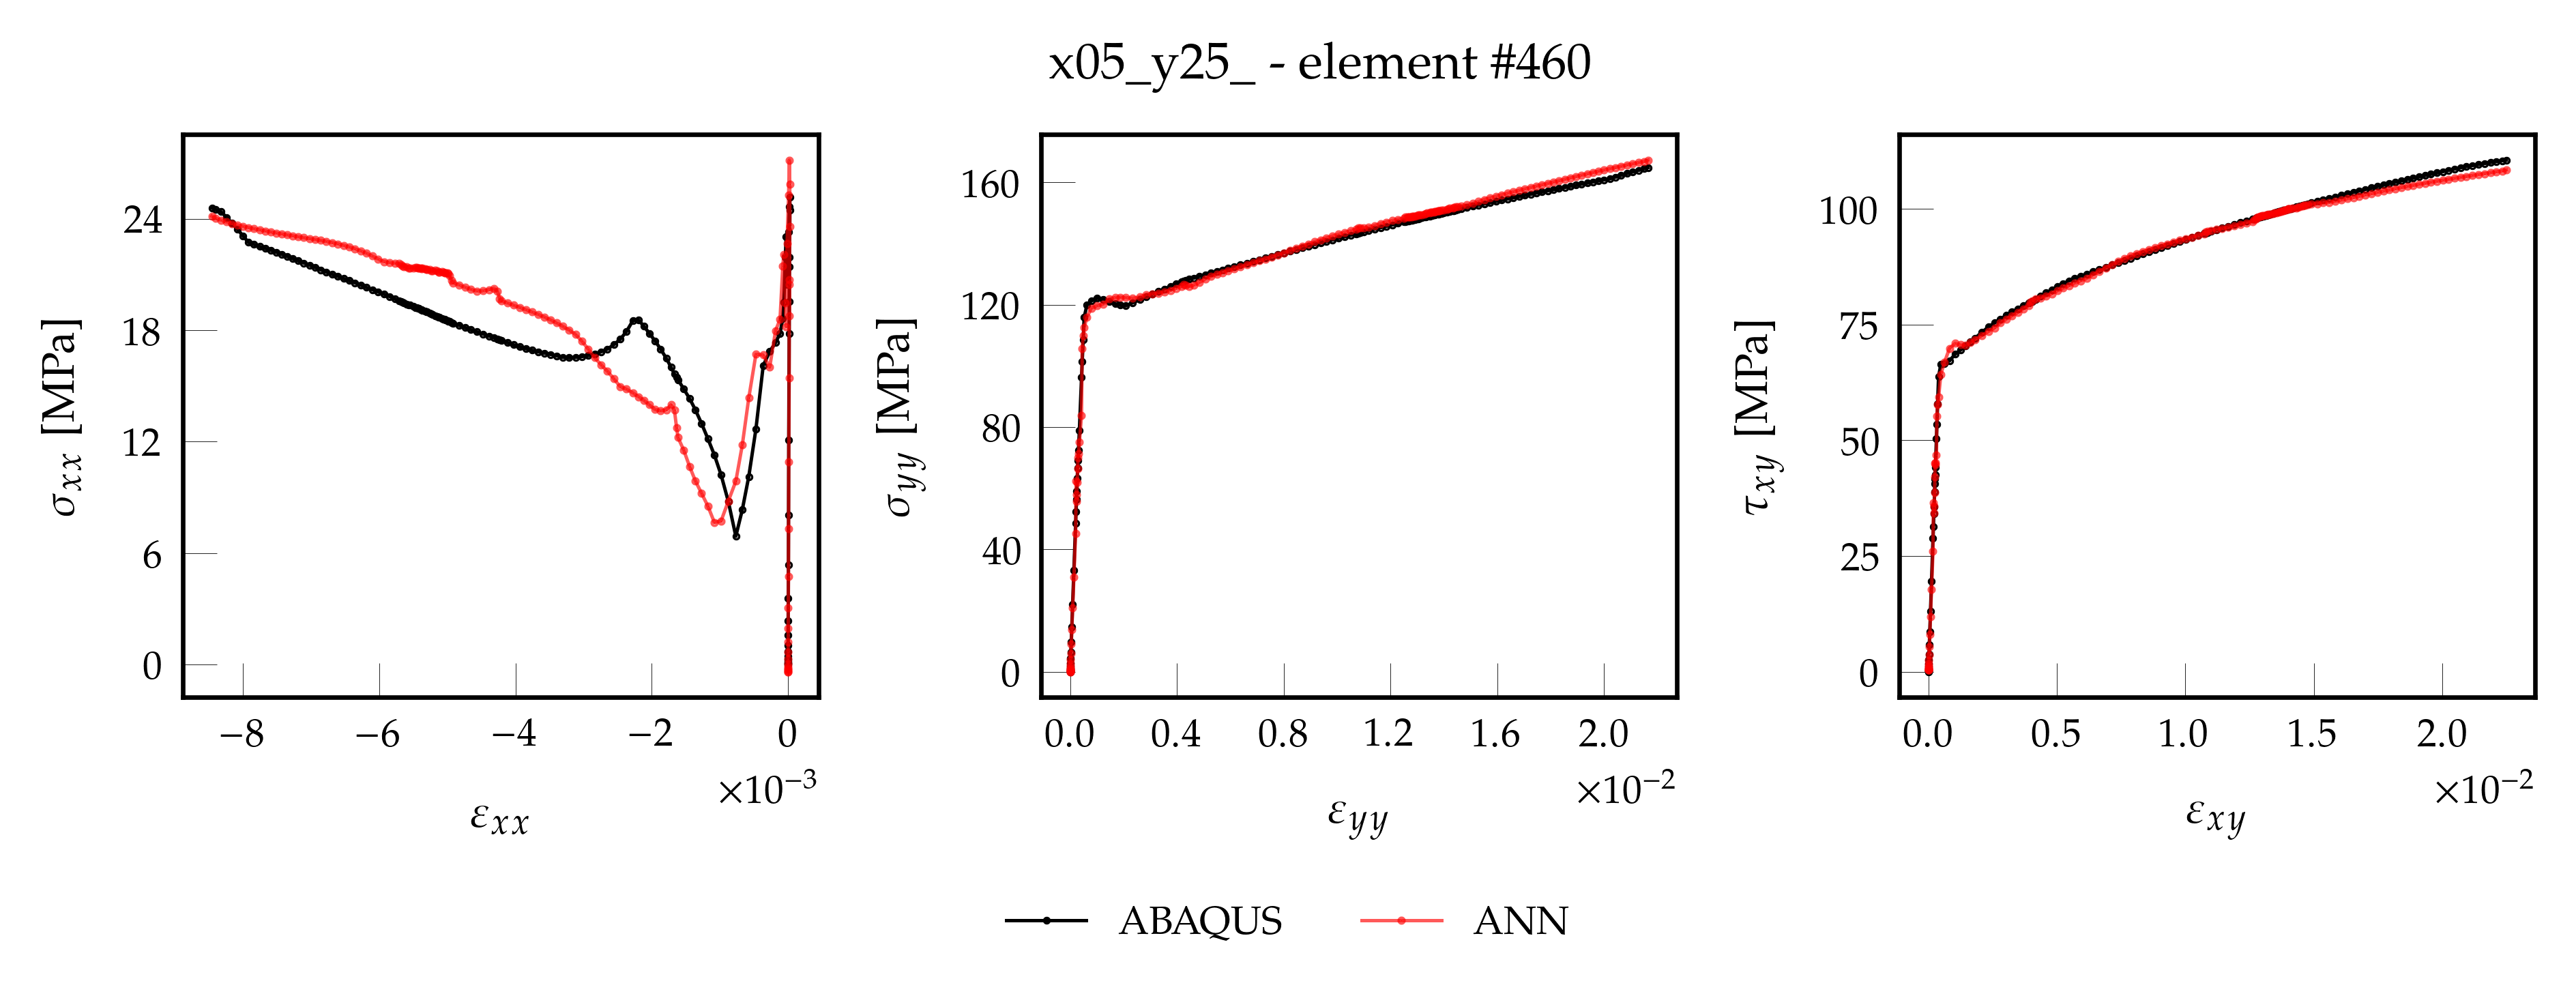 x05_y25_ - element #460
σxx [MPa]
24
18
12
6
0
−8 −6 −4 −2 0
×10−3
εxx
σyy [MPa]
160
120
80
40
0
0.0 0.4 0.8 1.2 1.6 2.0
×10−2
εyy
τxy [MPa]
100
75
50
25
0
0.0 0.5 1.0 1.5 2.0
×10−2
εxy
ABAQUS ANN